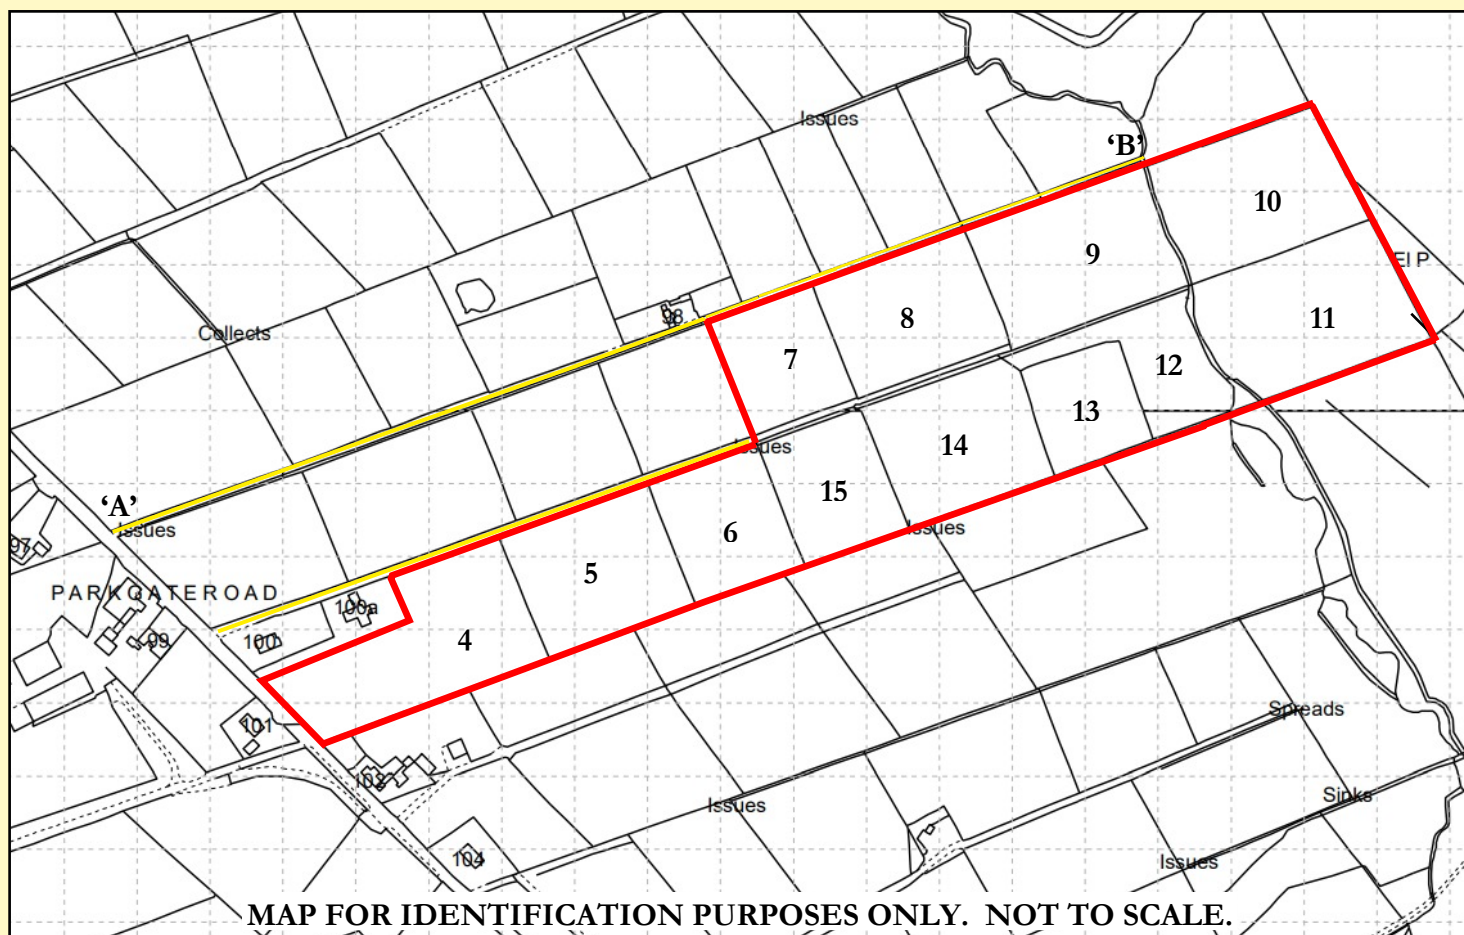 Issues
‘B’
10
9
El P
Collects
98
8
11
7
12
13
Issues
14
15
‘A’
Issues
6
Issues
97
5
PARKGATE ROAD
100a
99
100
4
101
Spreads
102
Issues
Sinks
104
Issues
MAP FOR IDENTIFICATION PURPOSES ONLY.  NOT TO SCALE.